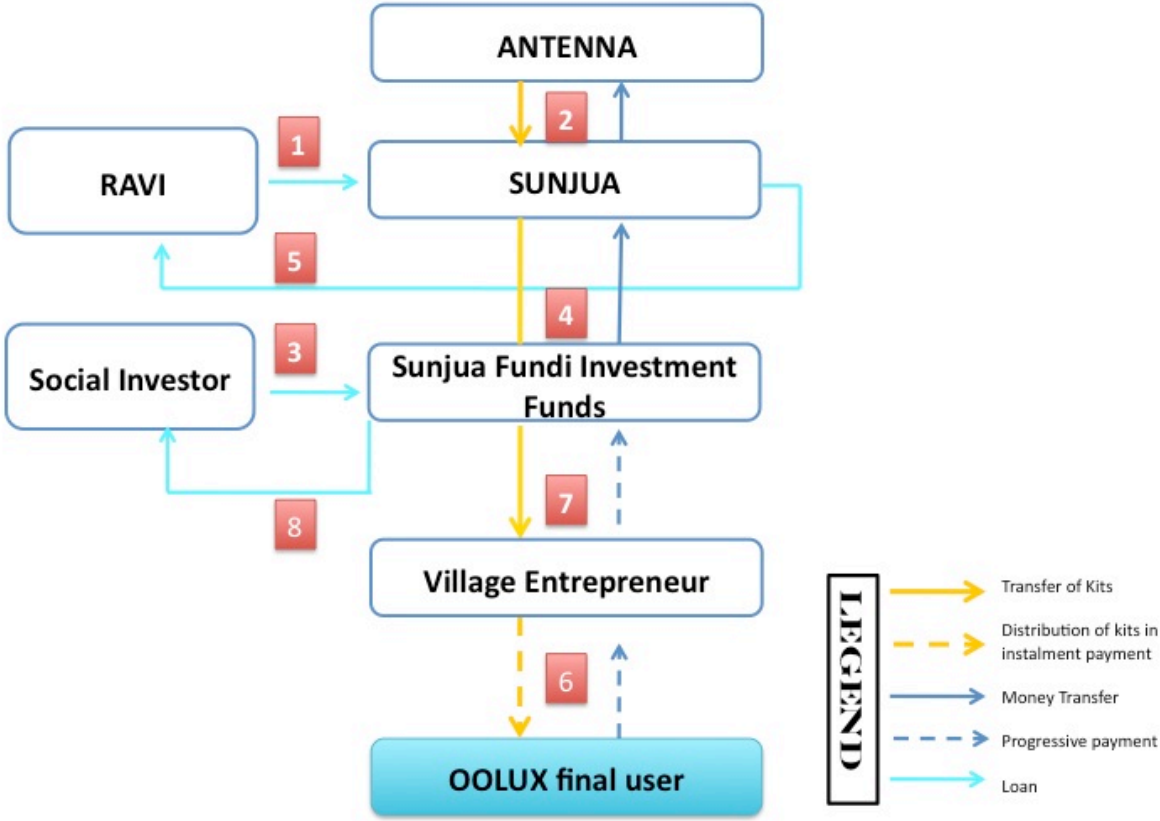 ANTENNA
2
1
RAVI
SUNJUA
5
4
3
Social Investor
Sunjua Fundi Investment
Funds
7
8
Village Entrepreneur
6
OOLUX final user
LEGEND
Transfer of Kits
Distribution of kits in
instalment payment
Money Transfer
Progressive payment
Loan